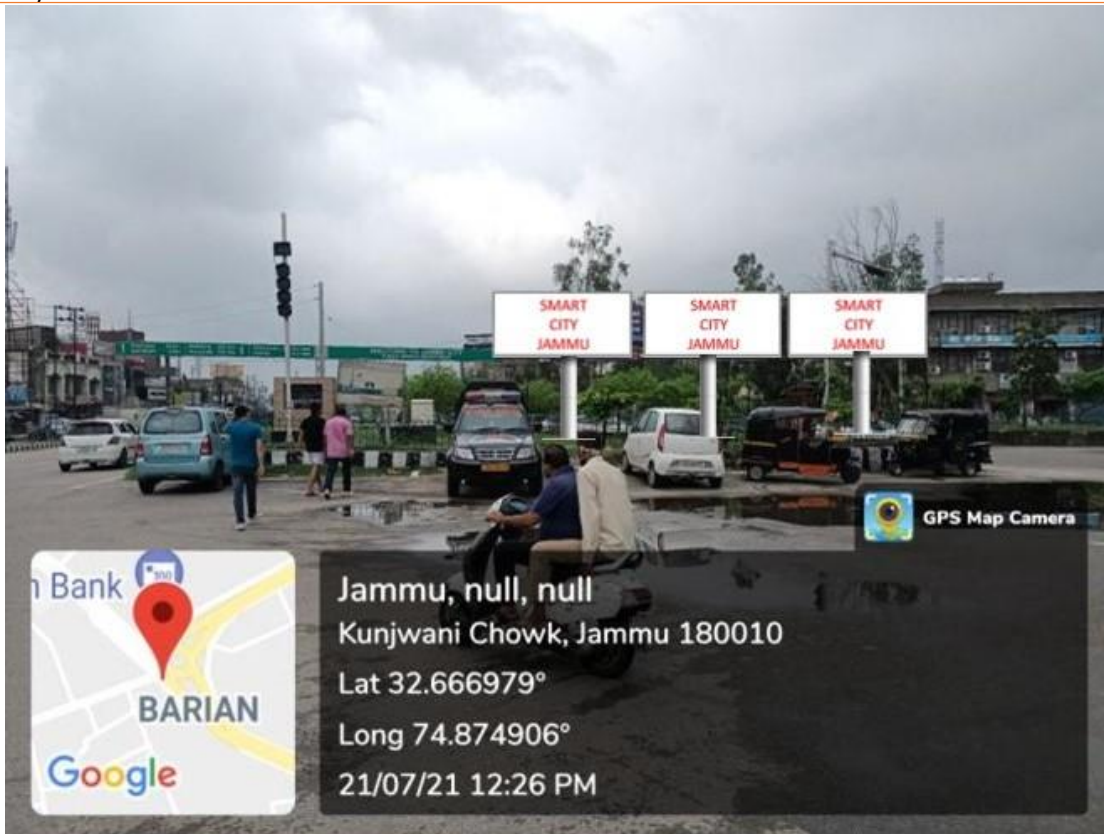 SMART
CITY
JAMMU
SMART
CITY
JAMMU
SMART
CITY
JAMMU
GPS Map Camera
Bank
BARIAN
Google
Jammu, null, null
Kunjwani Chowk, Jammu 180010
Lat 32.666979°
Long 74.874906°
21/07/21 12:26 PM